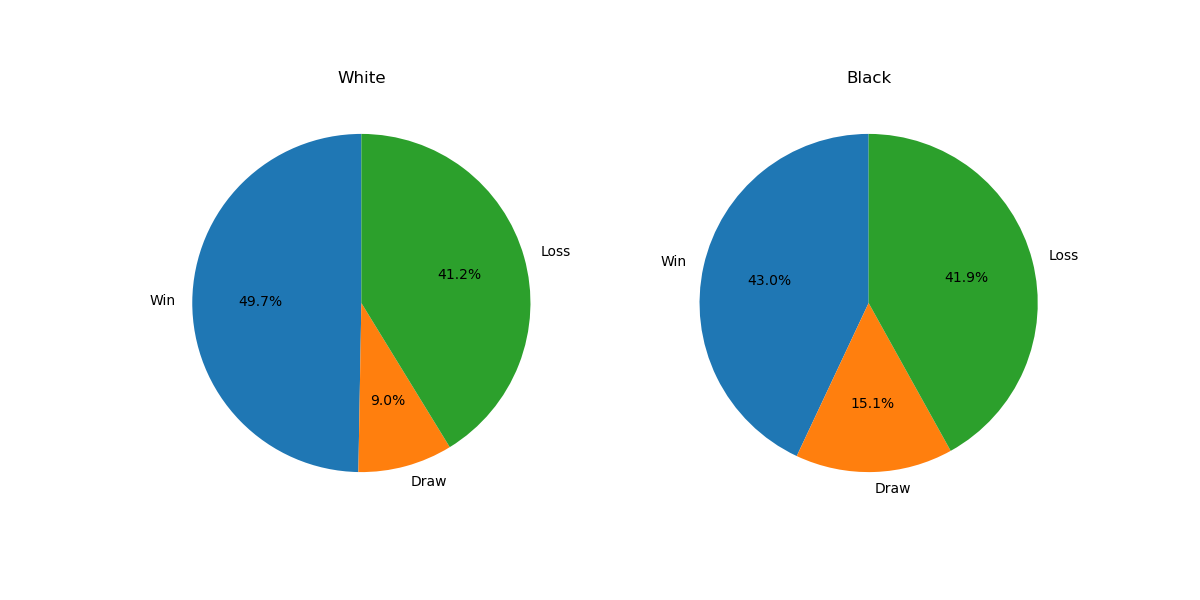 White
Win
49.7%
Draw
9.0%
Loss
41.2%
Black
Win
43.0%
Draw
15.1%
Loss
41.9%